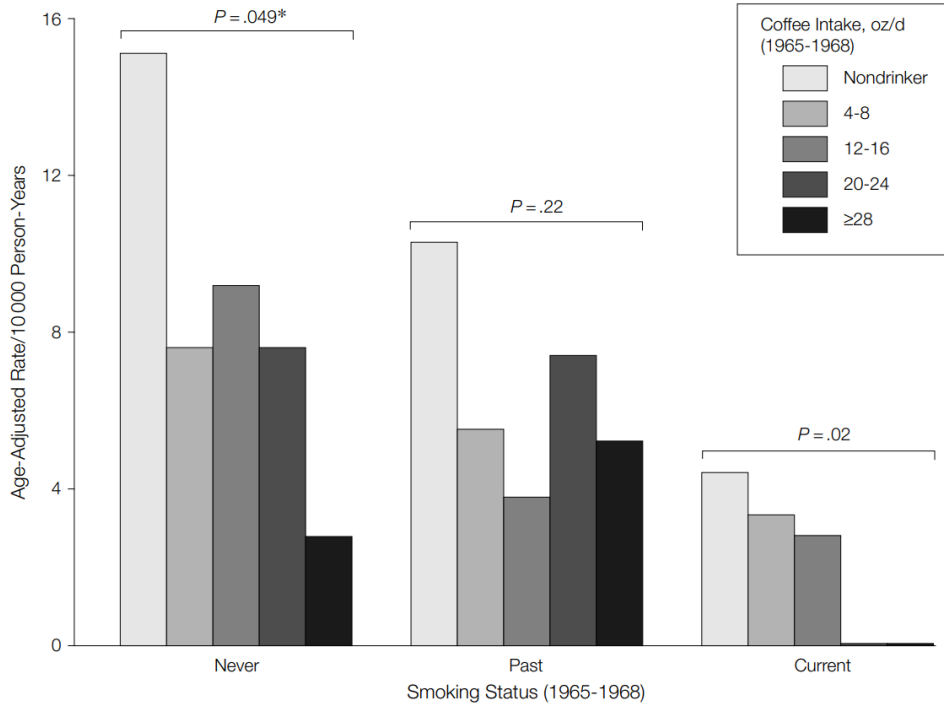 16
P = .049*
12
8
4
0
Age-Adjusted Rate/10 000 Person-Years
P = .22
P = .02
Coffee Intake, oz/d
(1965-1968)
Nondrinker
4-8
12-16
20-24
≥28
Never
Past
Current
Smoking Status (1965-1968)